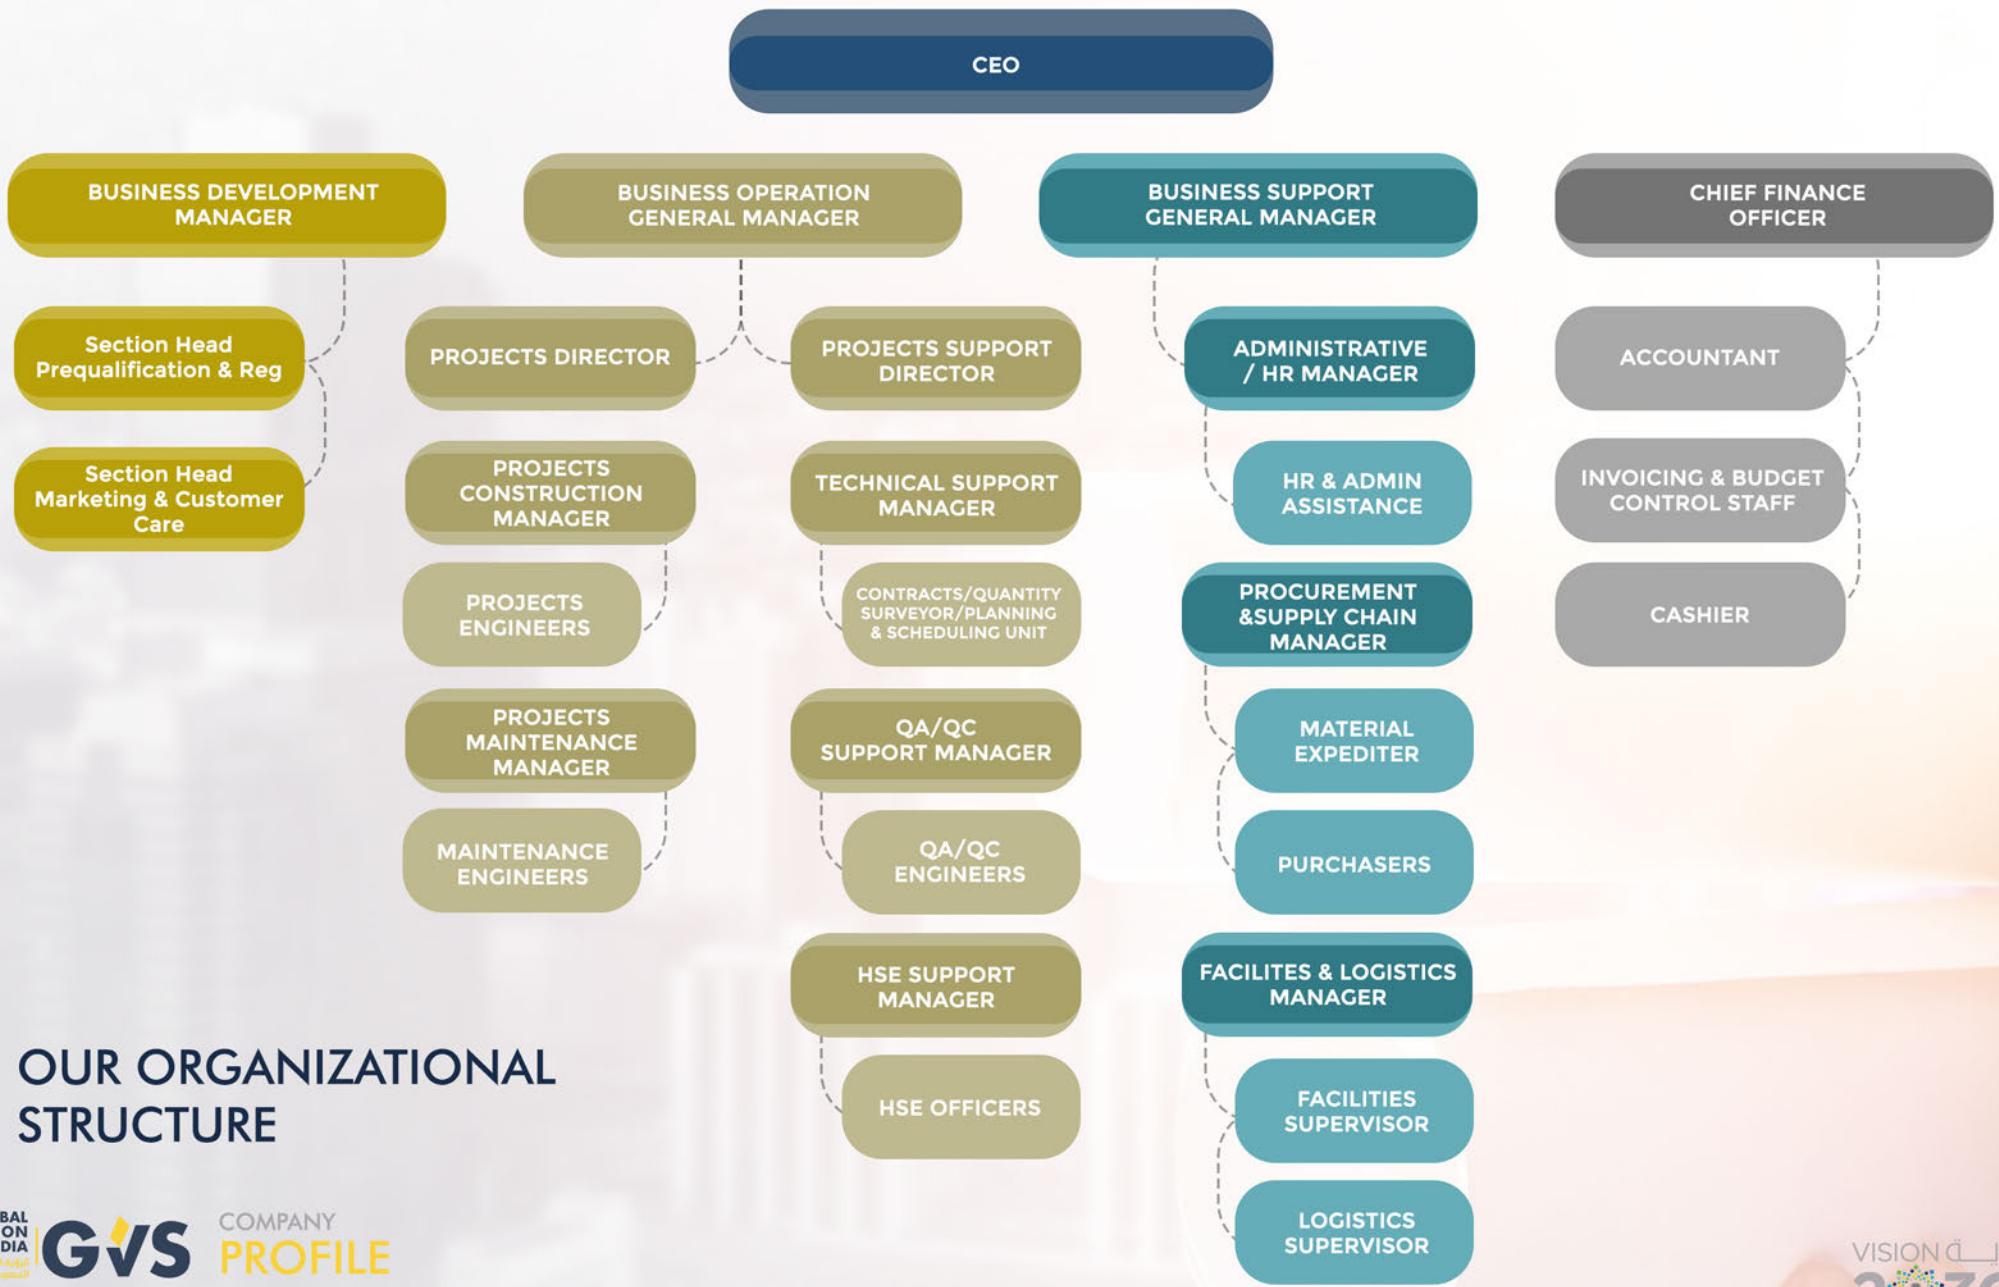 CEO
BUSINESS DEVELOPMENT
MANAGER
BUSINESS OPERATION
GENERAL MANAGER
BUSINESS SUPPORT
GENERAL MANAGER
CHIEF FINANCE
OFFICER
Section Head
Prequalification & Reg
Section Head
Marketing & Customer
Care
PROJECTS DIRECTOR
PROJECTS
CONSTRUCTION
MANAGER
PROJECTS
ENGINEERS
PROJECTS
MAINTENANCE
MANAGER
MAINTENANCE
ENGINEERS
PROJECTS SUPPORT
DIRECTOR
TECHNICAL SUPPORT
MANAGER
CONTRACTS/QUANTITY
SURVEYOR/PLANNING
& SCHEDULING UNIT
QA/QC
SUPPORT MANAGER
QA/QC
ENGINEERS
HSE SUPPORT
MANAGER
HSE OFFICERS
ADMINISTRATIVE
/ HR MANAGER
HR & ADMIN
ASSISTANCE
PROCUREMENT
&SUPPLY CHAIN
MANAGER
MATERIAL
EXPEDITER
PURCHASERS
FACILITES & LOGISTICS
MANAGER
FACILITIES
SUPERVISOR
LOGISTICS
SUPERVISOR
ACCOUNTANT
INVOICING & BUDGET
CONTROL STAFF
CASHIER
OUR ORGANIZATIONAL
STRUCTURE
BAL
ON
DIA
GVS
COMPANY
PROFILE
VISION